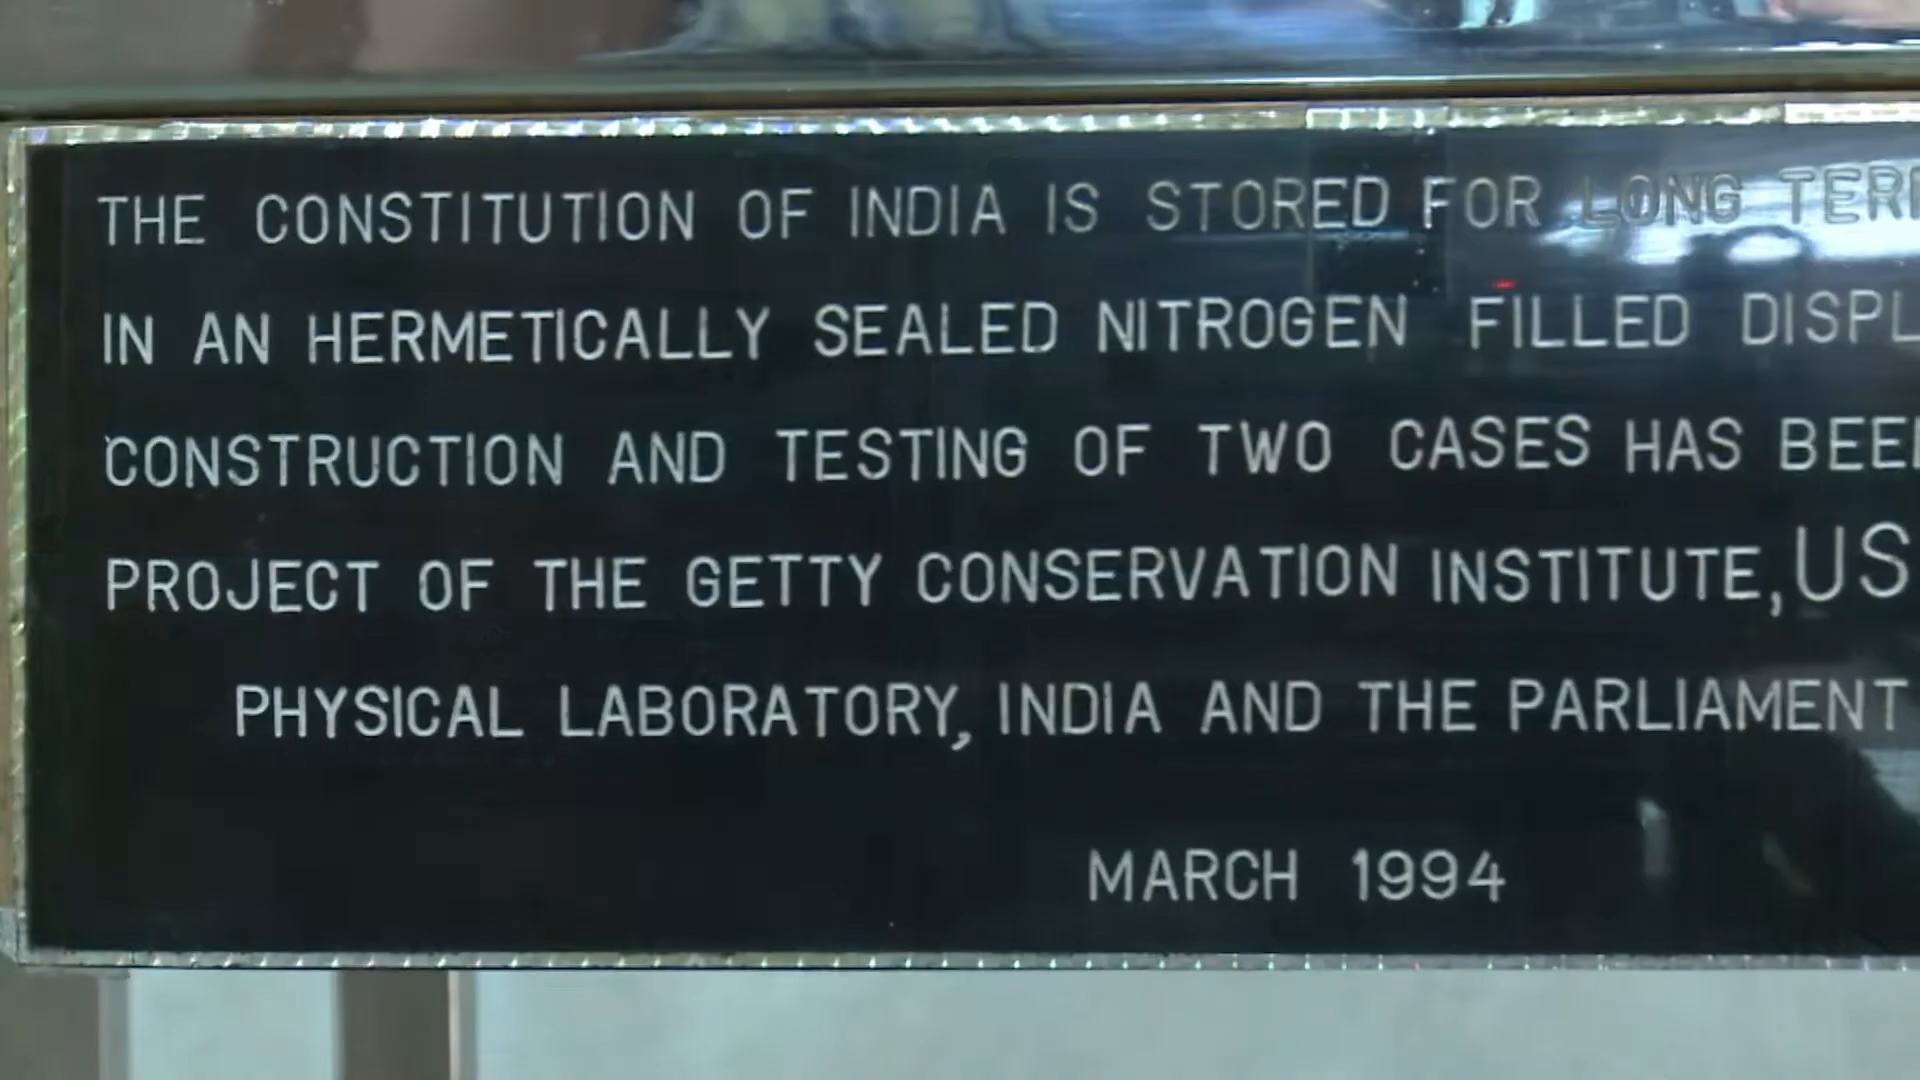 THE CONSTITUTION OF INDIA IS STORED FOR LONG
IN AN HERMETICALLY SEALED NITROGEN FILLED
CONSTRUCTION AND TESTING OF TWO CASES HAS
PROJECT OF THE GETTY CONSERVATION INSTITUTE,
PHYSICAL LABORATORY, INDIA AND THE PARLIAMENT
MARCH 1994